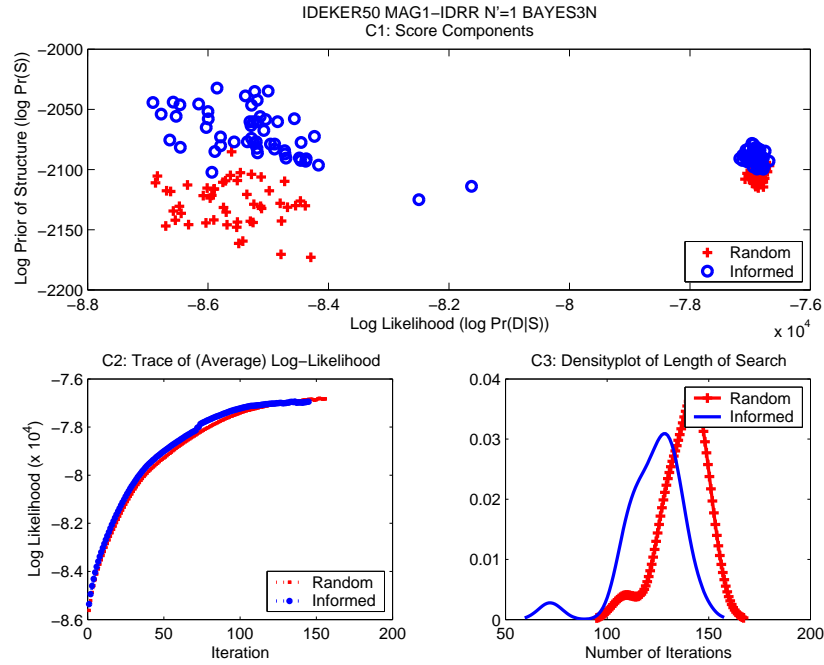 IDEKER50 MAG1−IDRR N'=1 BAYES3N
C1: Score Components
Log Prior of Structure (log Pr(S))
−2000
−2050
−2100
−2150
−2200
−8.8
−8.6
−8.4
−8.2
−8
−7.8
−7.6
Log Likelihood (log Pr(D|S))
x 10^4
Random
Informed
C2: Trace of (Average) Log−Likelihood
Log Likelihood (x 10^4)
−7.6
−7.8
−8
−8.2
−8.4
−8.6
0
50
100
150
200
Iteration
Random
Informed
C3: Densityplot of Length of Search
0.04
0.03
0.02
0.01
0
50
100
150
200
Number of Iterations
Random
Informed